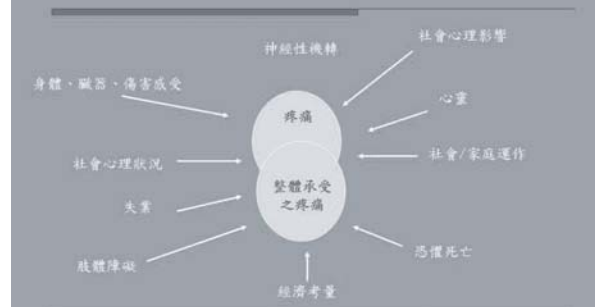 社會心理影響
神經性機轉
身體、臟器、傷害感受
心靈
疼痛
社會心理狀況
社會/家庭運作
整體承受
之疼痛
失業
恐懼死亡
肢體障礙
經濟考量